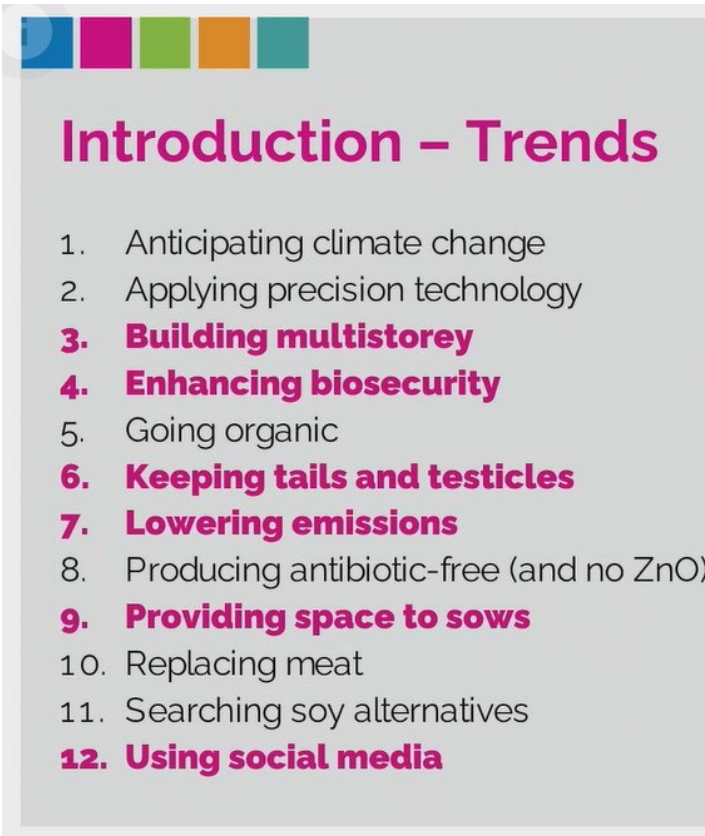 Introduction – Trends
1. Anticipating climate change
2. Applying precision technology
3. Building multistorey
4. Enhancing biosecurity
5. Going organic
6. Keeping tails and testicles
7. Lowering emissions
8. Producing antibiotic-free (and no ZnO)
9. Providing space to sows
10. Replacing meat
11. Searching soy alternatives
12. Using social media